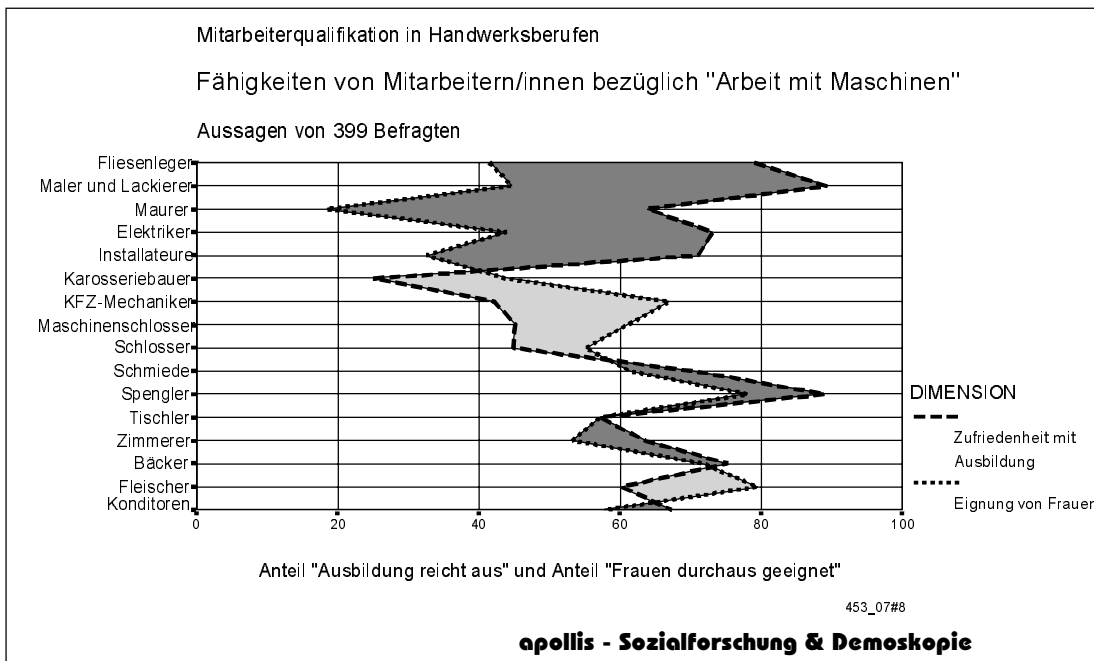 Mitarbeiterqualifikation in Handwerksberufen
Fähigkeiten von Mitarbeitern/innen bezüglich "Arbeit mit Maschinen"
Aussagen von 399 Befragten
Fliesenleger
Maler und Lackierer
Maurer
Elektriker
Installateure
Karosseriebauer
KFZ-Mechaniker
Maschinenschlosser
Schlosser
Schmiede
Spengler
Tischler
Zimmerer
Bäcker
Fleischer
Konditoren
0 20 40 60 80 100
DIMENSION
Zufriedenheit mit
Ausbildung
Eignung von Frauen
Anteil "Ausbildung reicht aus" und Anteil "Frauen durchaus geeignet"
453_07#8
apollis - Sozialforschung & Demoskopie